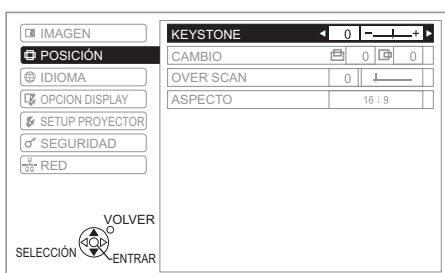 IMAGEN
POSICIÓN
IDIOMA
OPCION DISPLAY
SETUP PROYECTOR
SEGURIDAD
RED
VOLVER
SELECCIÓN
ENTRAR
KEYSTONE 0 - +
CAMBIO 0 0
OVER SCAN 0
ASPECTO 16:9